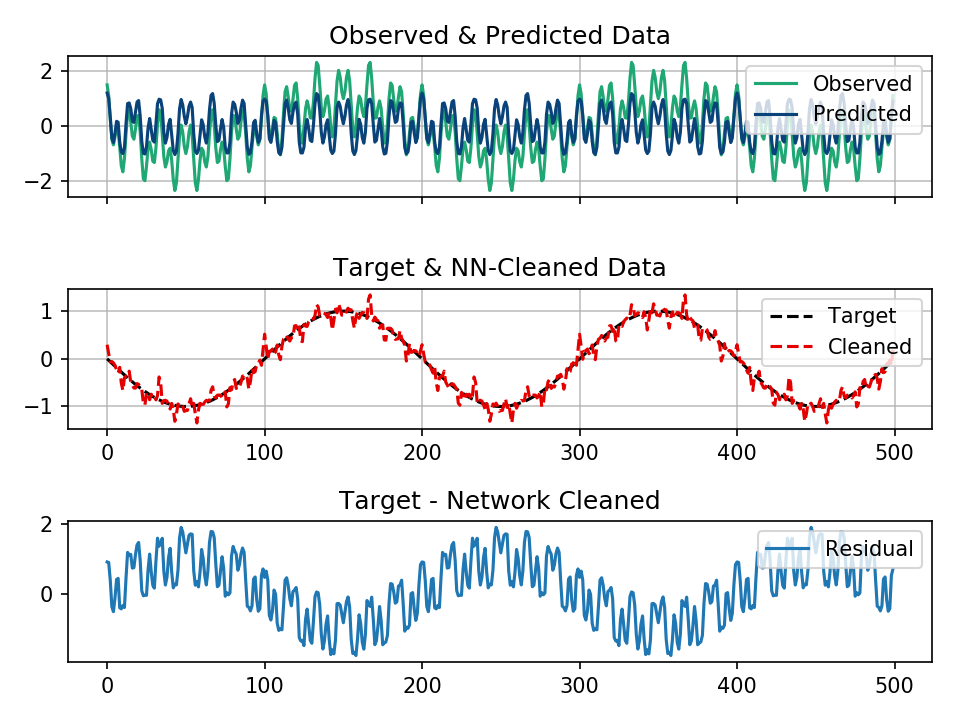 Observed & Predicted Data
2
0
−2
Observed
Predicted
Target & NN-Cleaned Data
1
0
−1
Target
Cleaned
0 100 200 300 400 500
Target - Network Cleaned
2
0
Residual
0 100 200 300 400 500